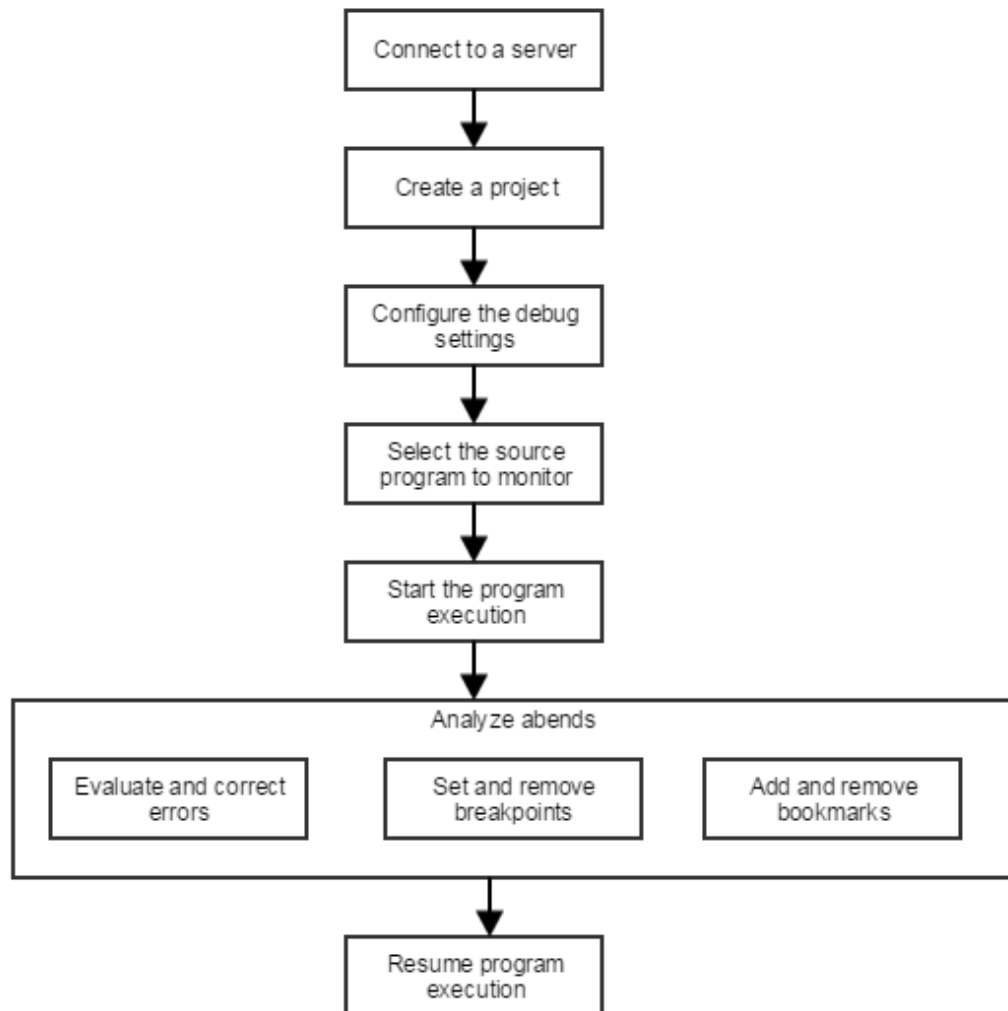 Connect to a server
Create a project
Configure the debug
settings
Select the source
program to monitor
Start the program
execution
Analyze abends
Evaluate and correct
errors
Set and remove
breakpoints
Add and remove
bookmarks
Resume program
execution